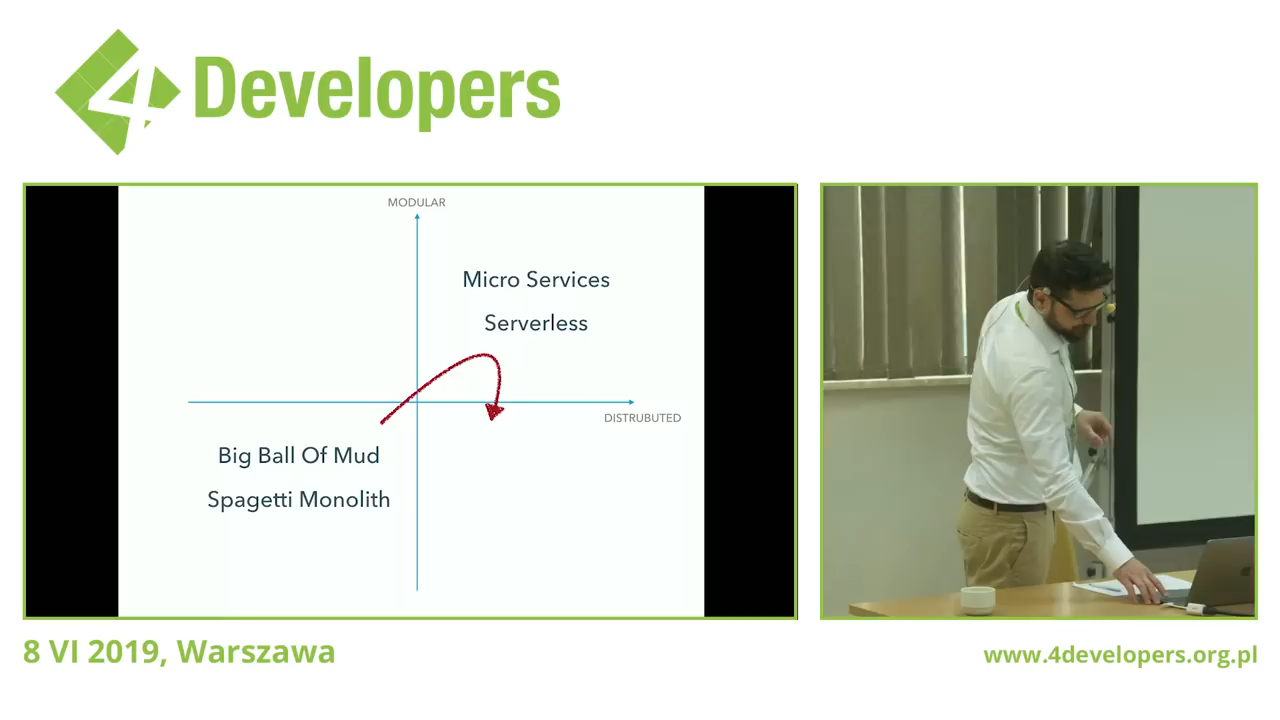 4Developers
MODULAR
Micro Services
Serverless
DISTRUBUTED
Big Ball Of Mud
Spagetti Monolith
8 VI 2019, Warszawa
www.4developers.org.pl